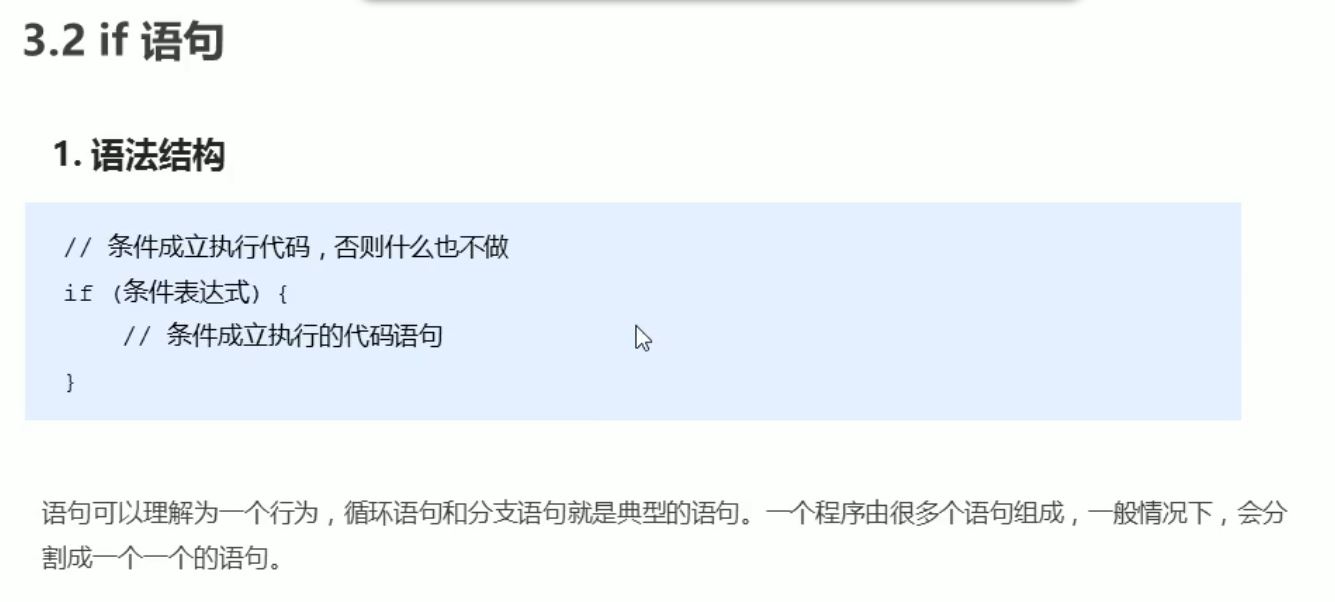 3.2 if 语句
1. 语法结构
// 条件成立执行代码，否则什么也不做
if (条件表达式) {
// 条件成立执行的代码语句
}
语句可以理解为一个行为，循环语句和分支语句就是典型的语句。一个程序由很多个语句组成，一般情况下，会分
割成一个一个的语句。